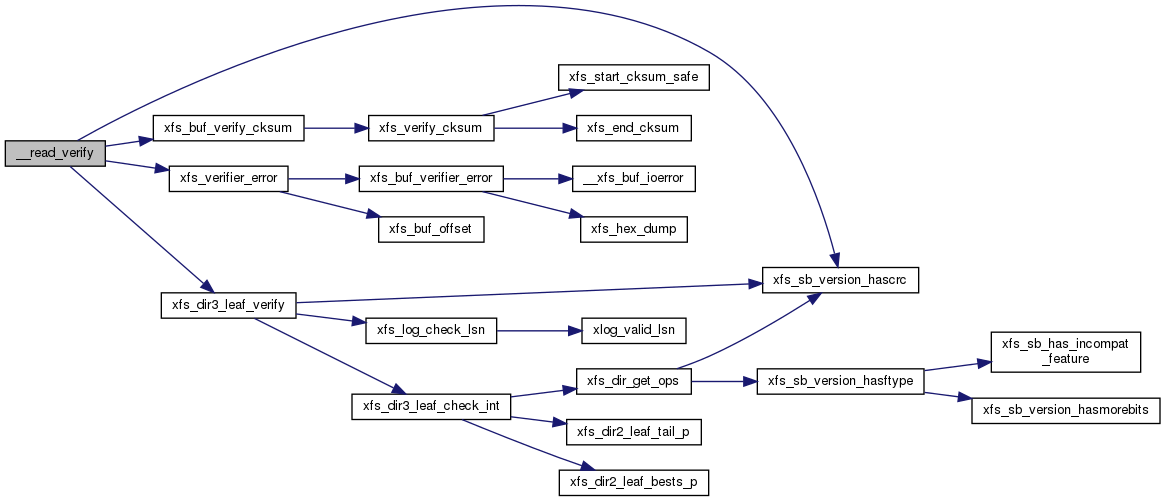 xfs_start_cksum_safe
xfs_buf_verify_cksum
xfs_verify_cksum
xfs_end_cksum
__read_verify
xfs_verifier_error
xfs_buf_verifier_error
__xfs_buf_ioerror
xfs_buf_offset
xfs_hex_dump
xfs_sb_version_hascrc
xfs_dir3_leaf_verify
xfs_log_check_lsn
xlog_valid_lsn
xfs_sb_has_incompat
_feature
xfs_dir_get_ops
xfs_sb_version_hasftype
xfs_dir3_leaf_check_int
xfs_sb_version_hasmorebits
xfs_dir2_leaf_tail_p
xfs_dir2_leaf_bests_p